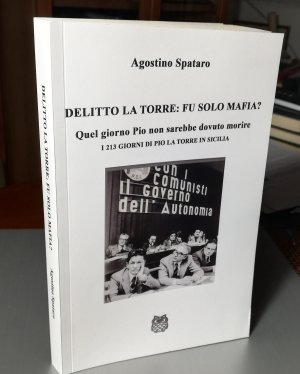 Agostino Spataro
DELITTO LA TORRE: FU SOLO MAFIA?
Quel giorno Pio non sarebbe dovuto morire
I 213 GIORNI DI PIO LA TORRE IN SICILIA
con i
comunisti
il governo
dell'Autonomia
DELITTO LA TORRE: FU SOLO MAFIA?
Agostino Spataro